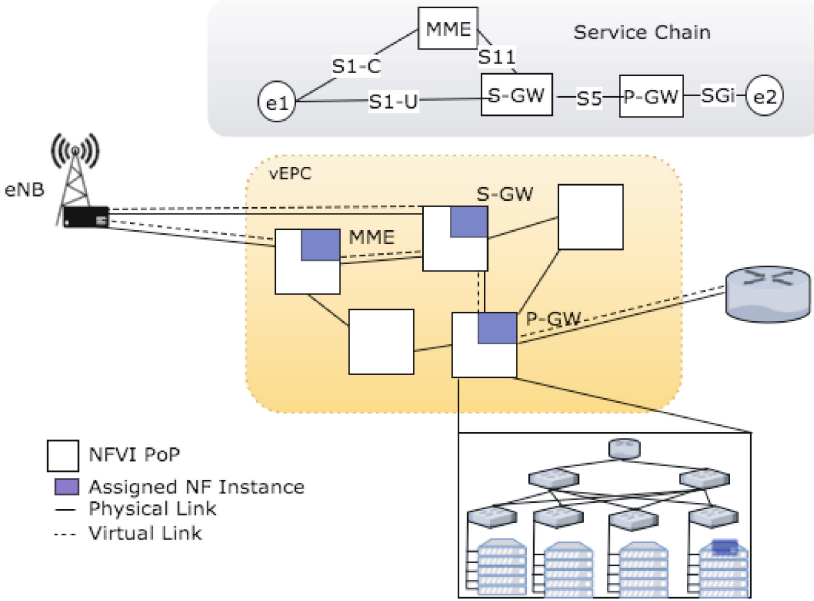 MME
Service Chain
S1-C
S11
e1
S1-U
S-GW
S5
P-GW
SGi
e2
vEPC
eNB
S-GW
MME
P-GW
NFVI PoP
Assigned NF Instance
Physical Link
Virtual Link